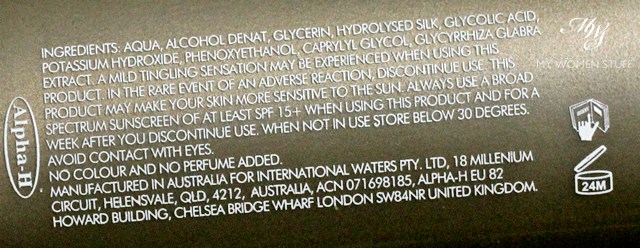 INGREDIENTS: AQUA, ALCOHOL DENAT, GLYCERIN, HYDROLYSED SILK, GLYCOLIC ACID,
POTASSIUM HYDROXIDE, PHENOXYETHANOL, CAPRYLYL GLYCOL, GLYCYRRHIZA GLABRA
EXTRACT. A MILD TINGLING SENSATION MAY BE EXPERIENCED WHEN USING THIS
PRODUCT. IN THE RARE EVENT OF AN ADVERSE REACTION, DISCONTINUE USE. THIS
PRODUCT MAY MAKE YOUR SKIN MORE SENSITIVE TO THE SUN. ALWAYS USE A BROAD
SPECTRUM SUNSCREEN OF AT LEAST SPF 15+ WHEN USING THIS PRODUCT AND FOR A
WEEK AFTER YOU DISCONTINUE USE. WHEN NOT IN USE STORE BELOW 30 DEGREES.
AVOID CONTACT WITH EYES.
NO COLOUR AND NO PERFUME ADDED.
MANUFACTURED IN AUSTRALIA FOR INTERNATIONAL WATERS PTY. LTD, 18 MILLENIUM
CIRCUIT, HELENSVALE, QLD, 4212, AUSTRALIA, ACN 071698185, ALPHA-H EU 82
HOWARD BUILDING, CHELSEA BRIDGE WHARF LONDON SW84NR UNITED KINGDOM.
Alpha-H
24M
WOMEN STUFF